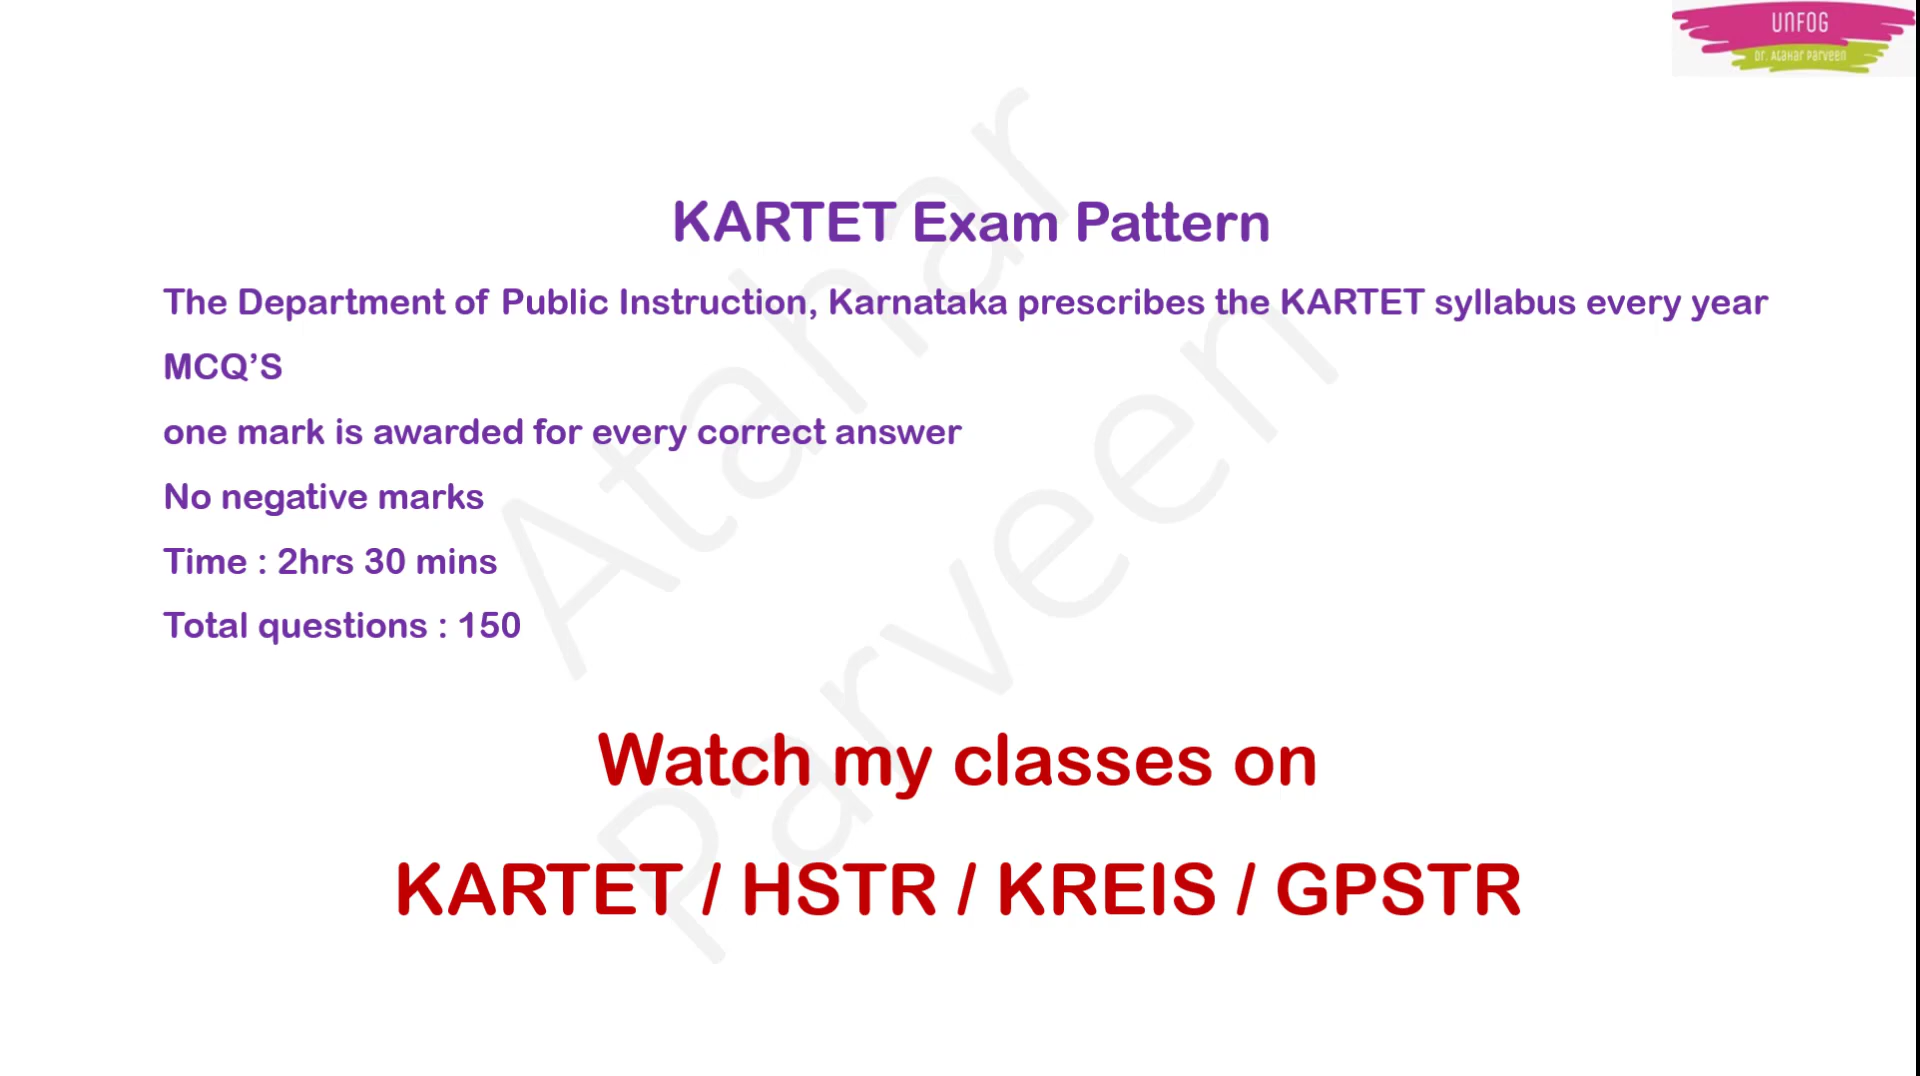 UNFOG
Dr. Atahar Parveen
KARTET Exam Pattern
The Department of Public Instruction, Karnataka prescribes the KARTET syllabus every year
MCQ’S
one mark is awarded for every correct answer
No negative marks
Time : 2hrs 30 mins
Total questions : 150
Watch my classes on
KARTET / HSTR / KREIS / GPSTR
Atahar
Parveen